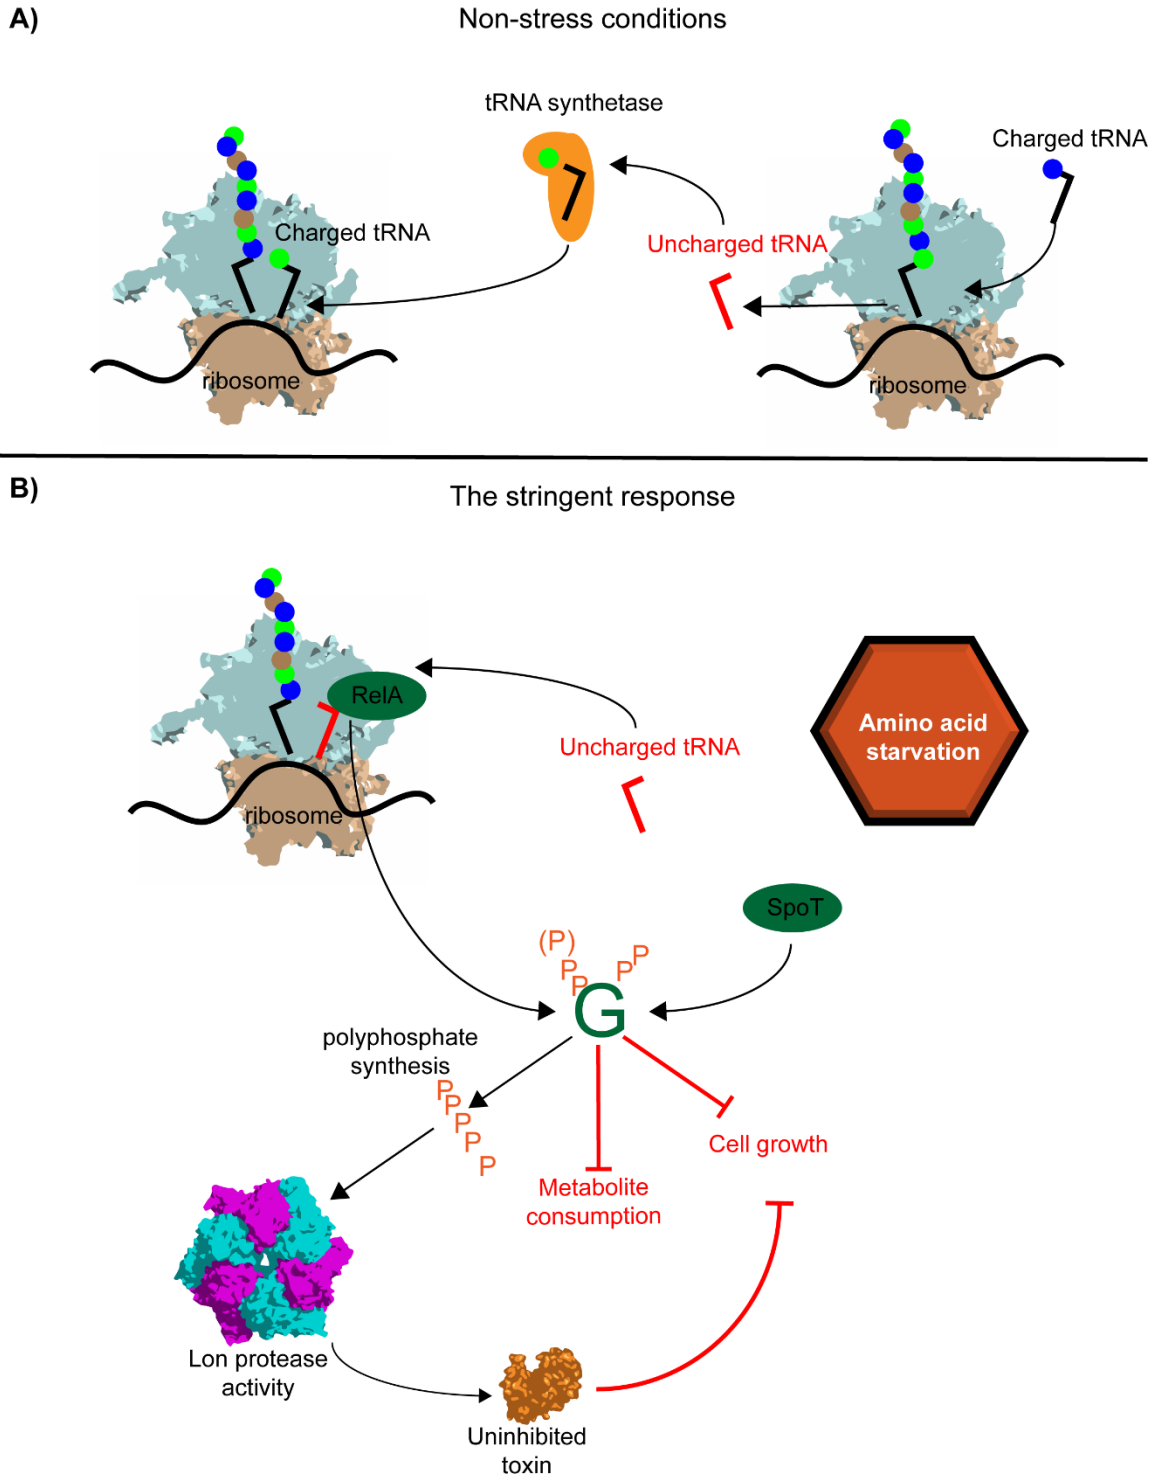 A)
Non-stress conditions
tRNA synthetase
Charged tRNA
Charged tRNA
Uncharged tRNA
ribosome
ribosome
B)
The stringent response
RelA
Amino acid
starvation
Uncharged tRNA
ribosome
SpoT
(P)
P
P
P
P
G
polyphosphate
synthesis
P
P
P
P
P
Cell growth
Metabolite
consumption
Lon protease
activity
Uninhibited
toxin